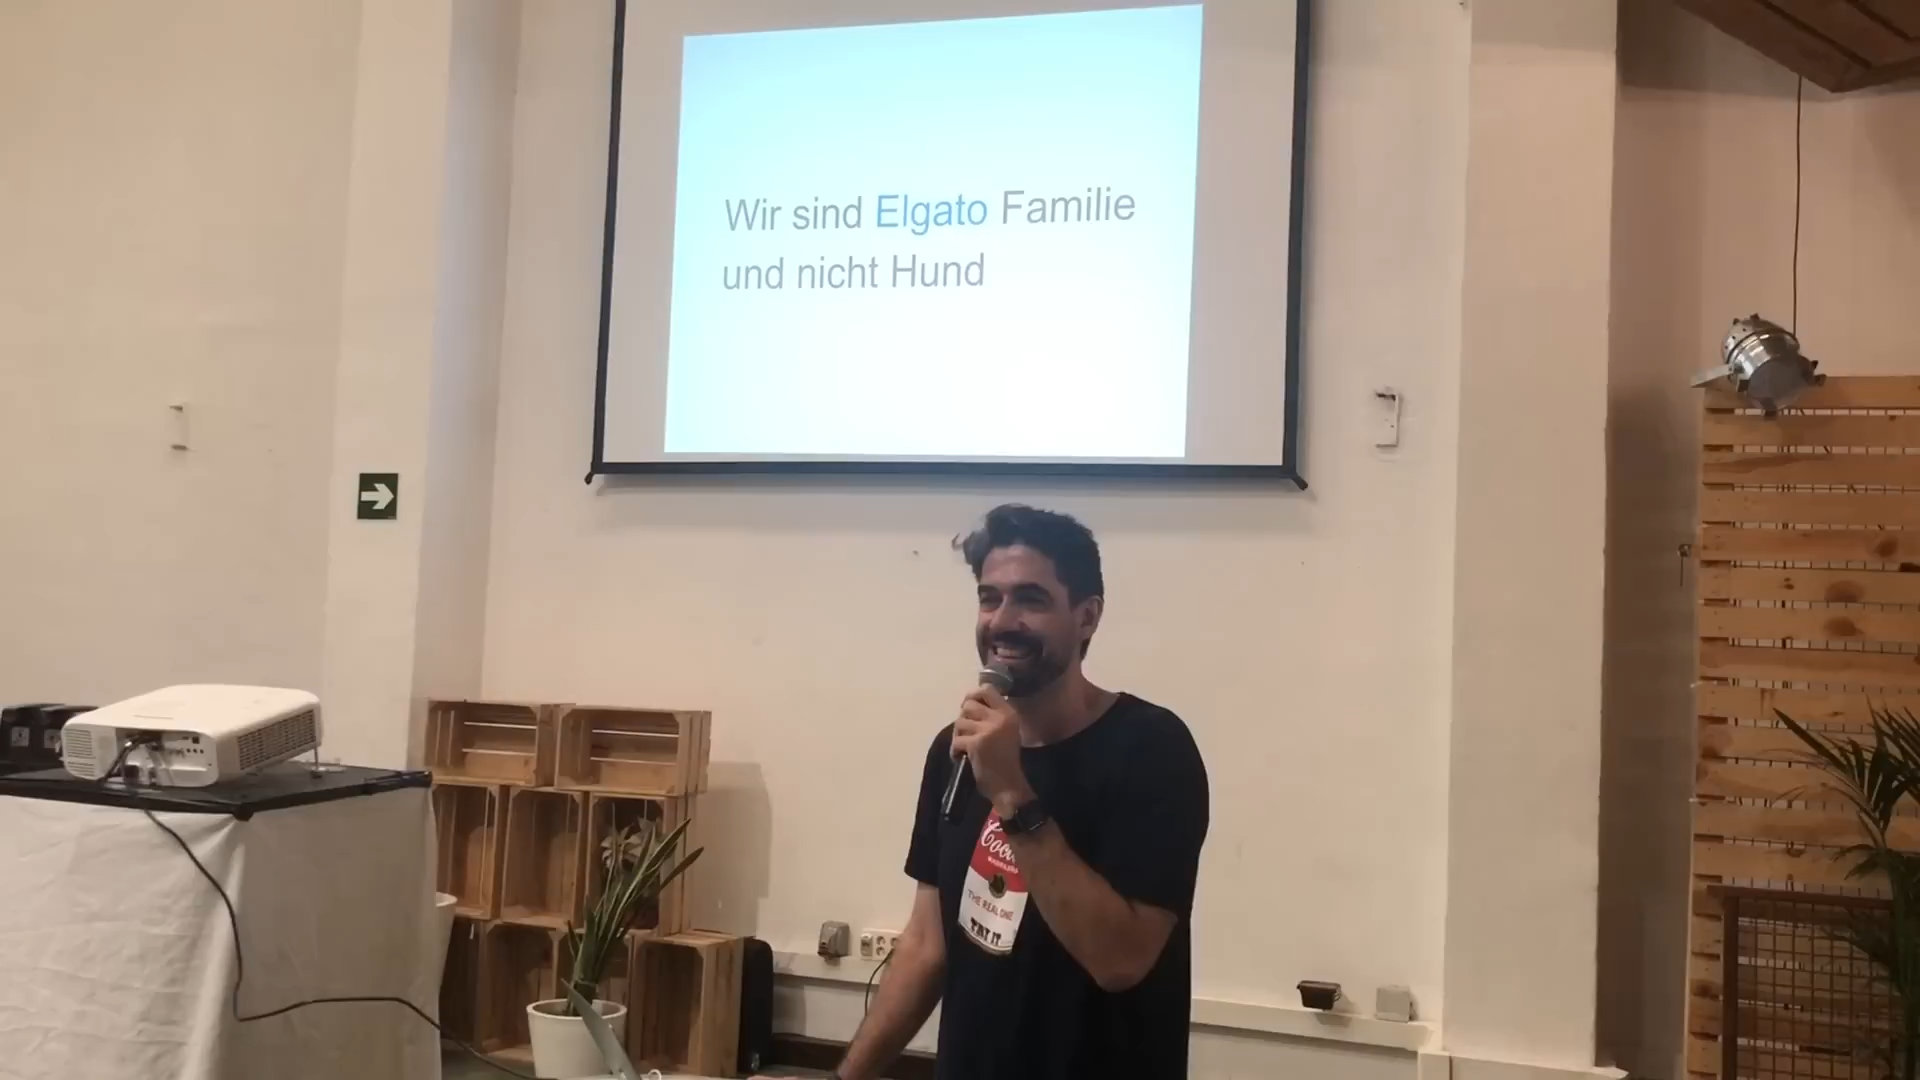 Wir sind Elgato Familie
und nicht Hund
THE REAL ONE